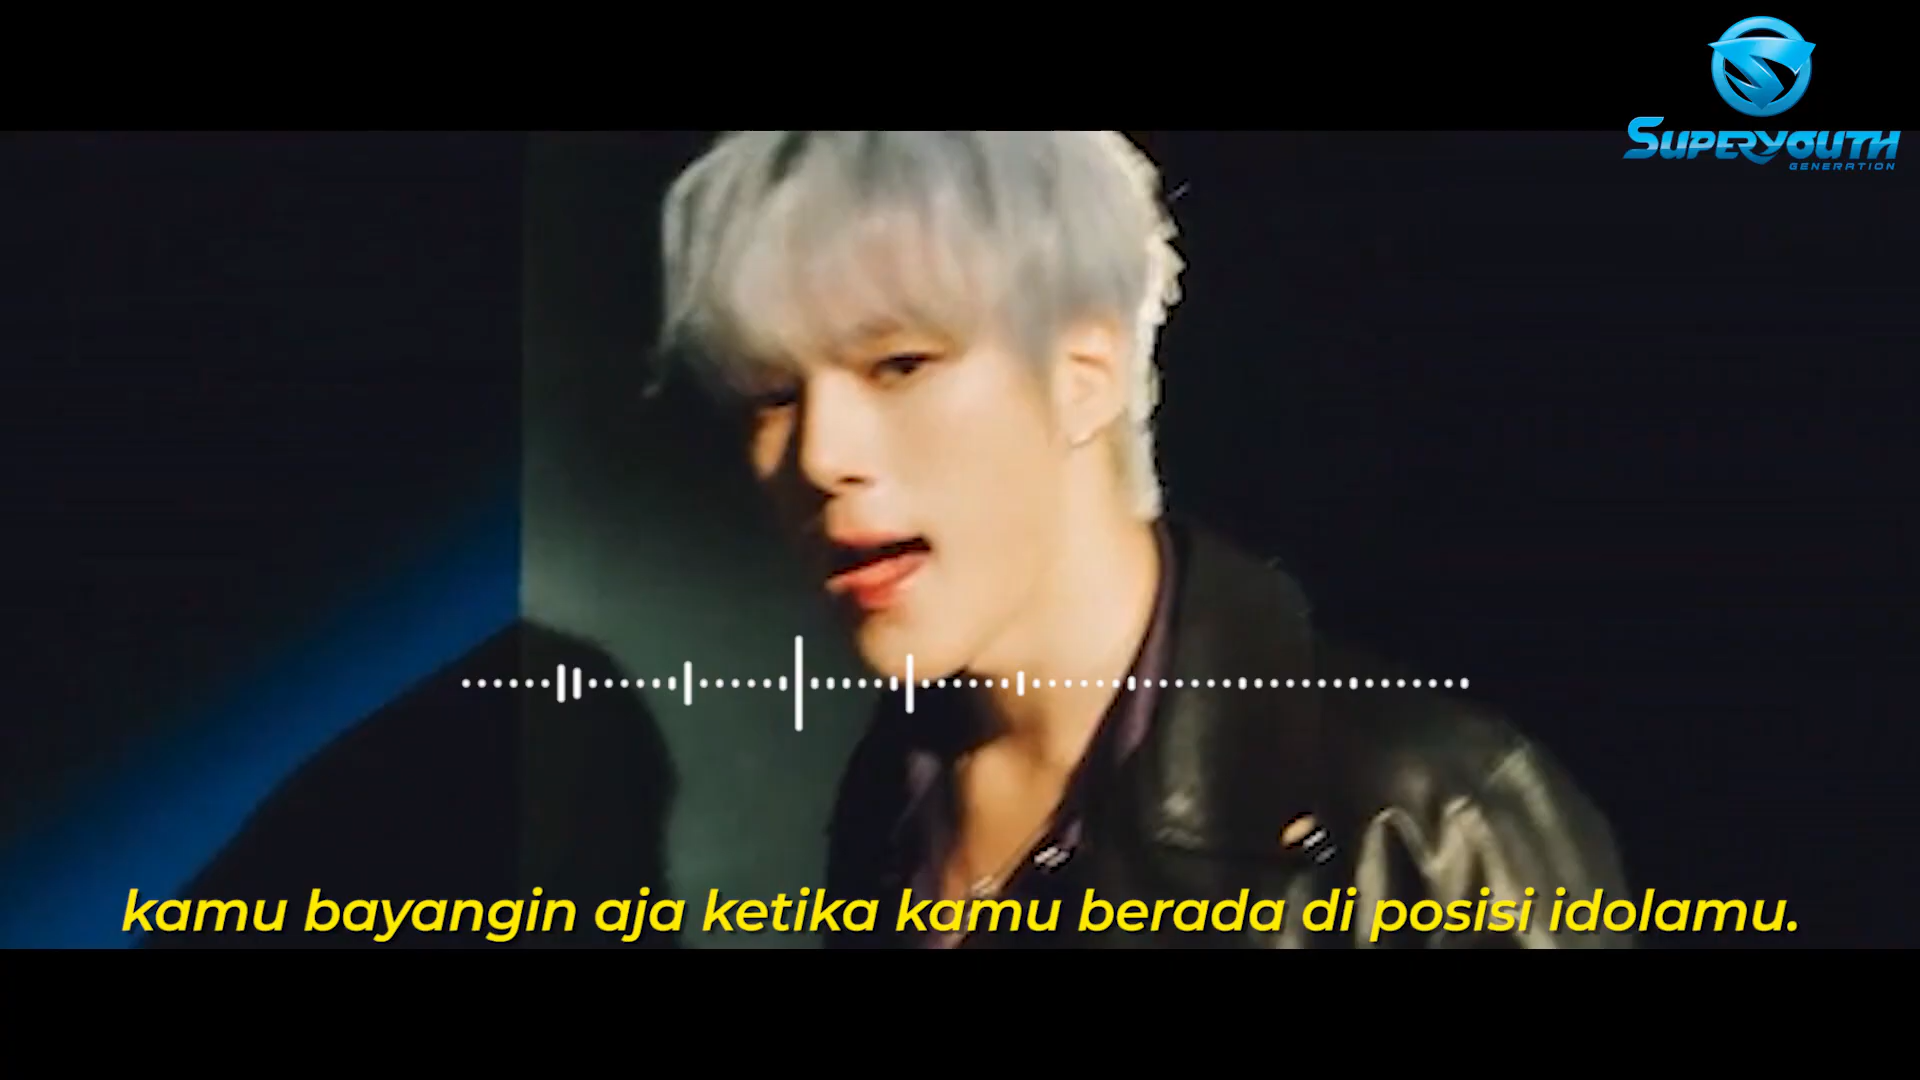 SUPERYOUTH
GENERATION
kamu bayangin aja ketika kamu berada di posisi idolamu.